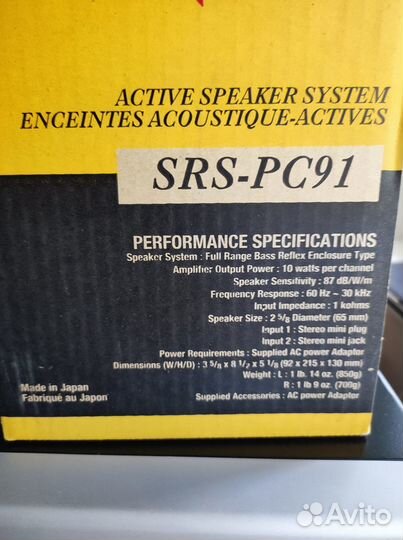 ACTIVE SPEAKER SYSTEM
ENCEINTES ACOUSTIQUE-ACTIVES
SRS-PC91
PERFORMANCE SPECIFICATIONS
Speaker System : Full Range Bass Reflex Enclosure Type
Amplifier Output Power : 10 watts per channel
Speaker Sensitivity : 87 dB/W/m
Frequency Response : 60 Hz ~ 30 kHz
Input Impedance : 1 kohms
Speaker Size : 2 5/8 Diameter (65 mm)
Input 1 : Stereo mini plug
Input 2 : Stereo mini jack
Power Requirements : Supplied AC power Adaptor
Dimensions (W/H/D) : 3 5/8 x 8 1/2 x 5 1/8 (92 x 215 x 130 mm)
Weight : L : 1 lb. 14 oz. (850g)
R : 1 lb 9 oz. (700g)
Supplied Accessories : AC power Adaptor
Made in Japan
Fabriqué au Japon
Avito